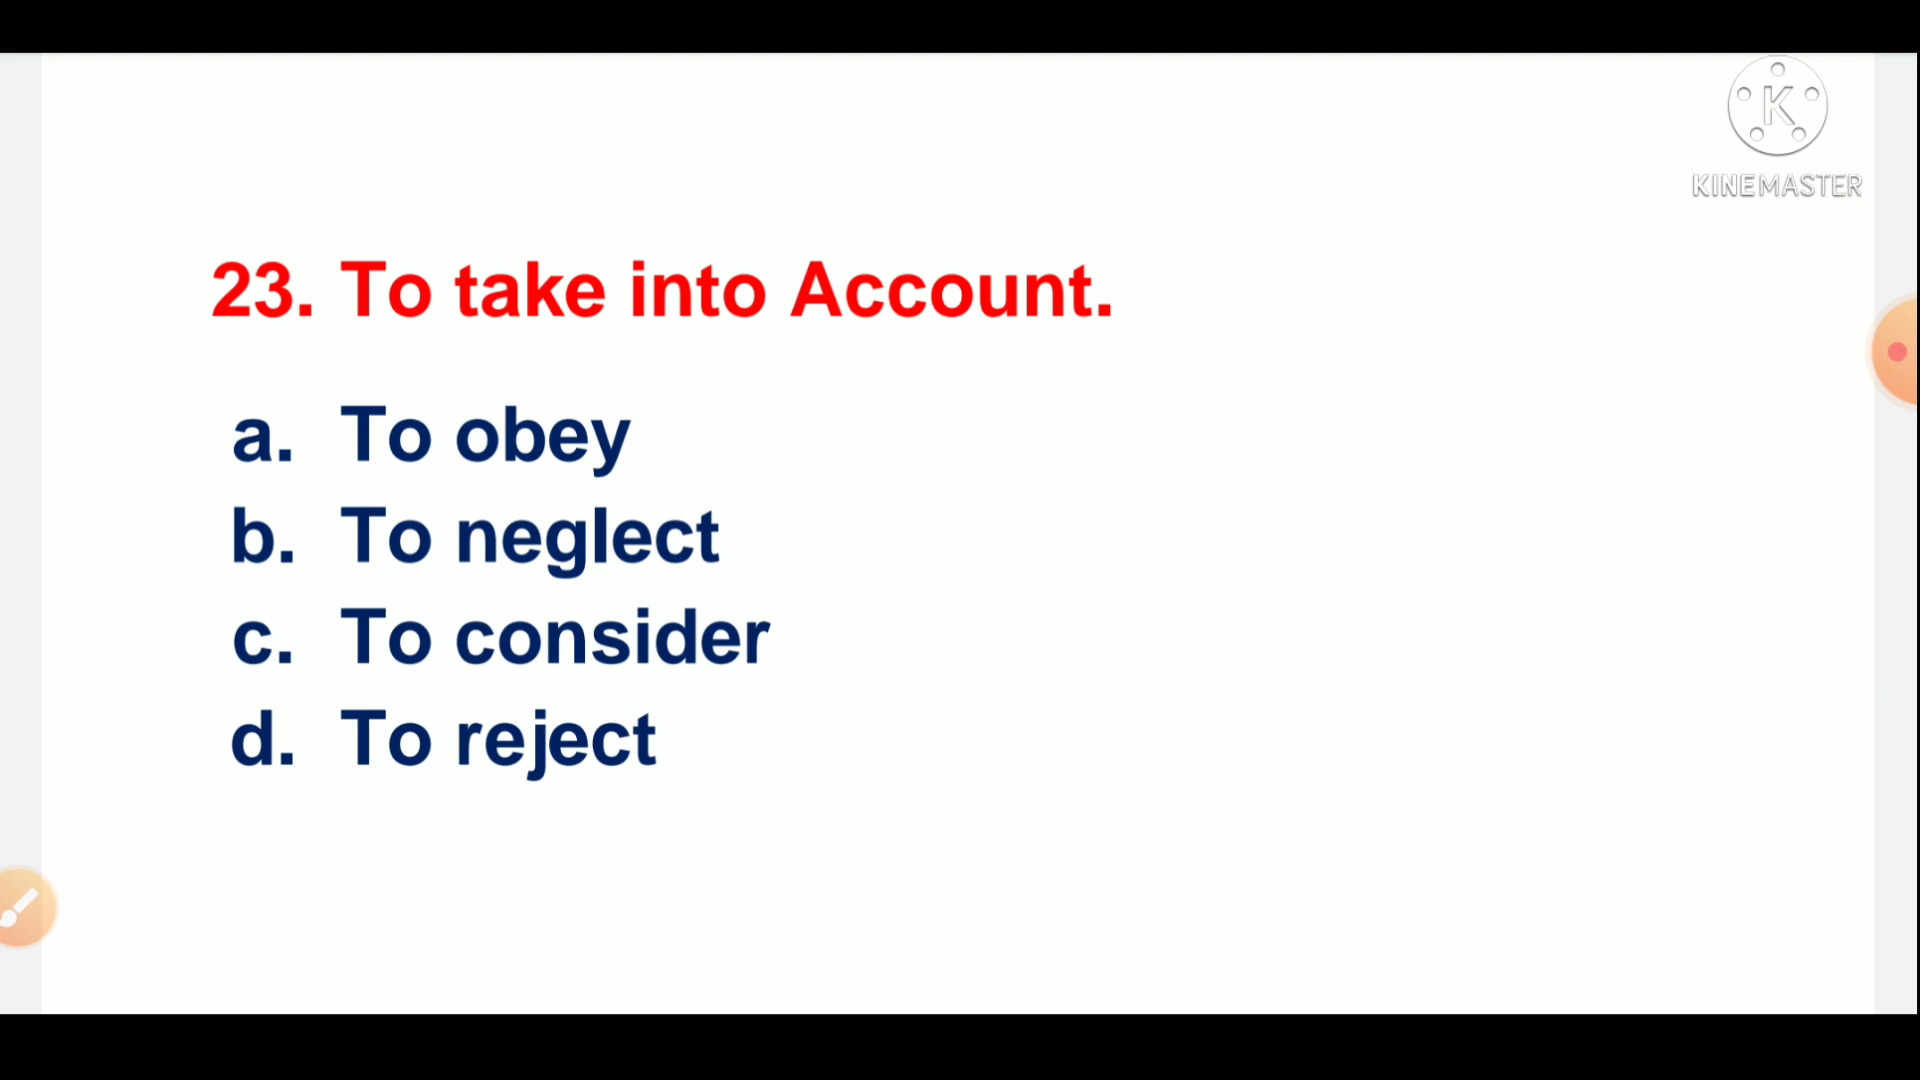 K
KINEMASTER
23. To take into Account.
a. To obey
b. To neglect
c. To consider
d. To reject